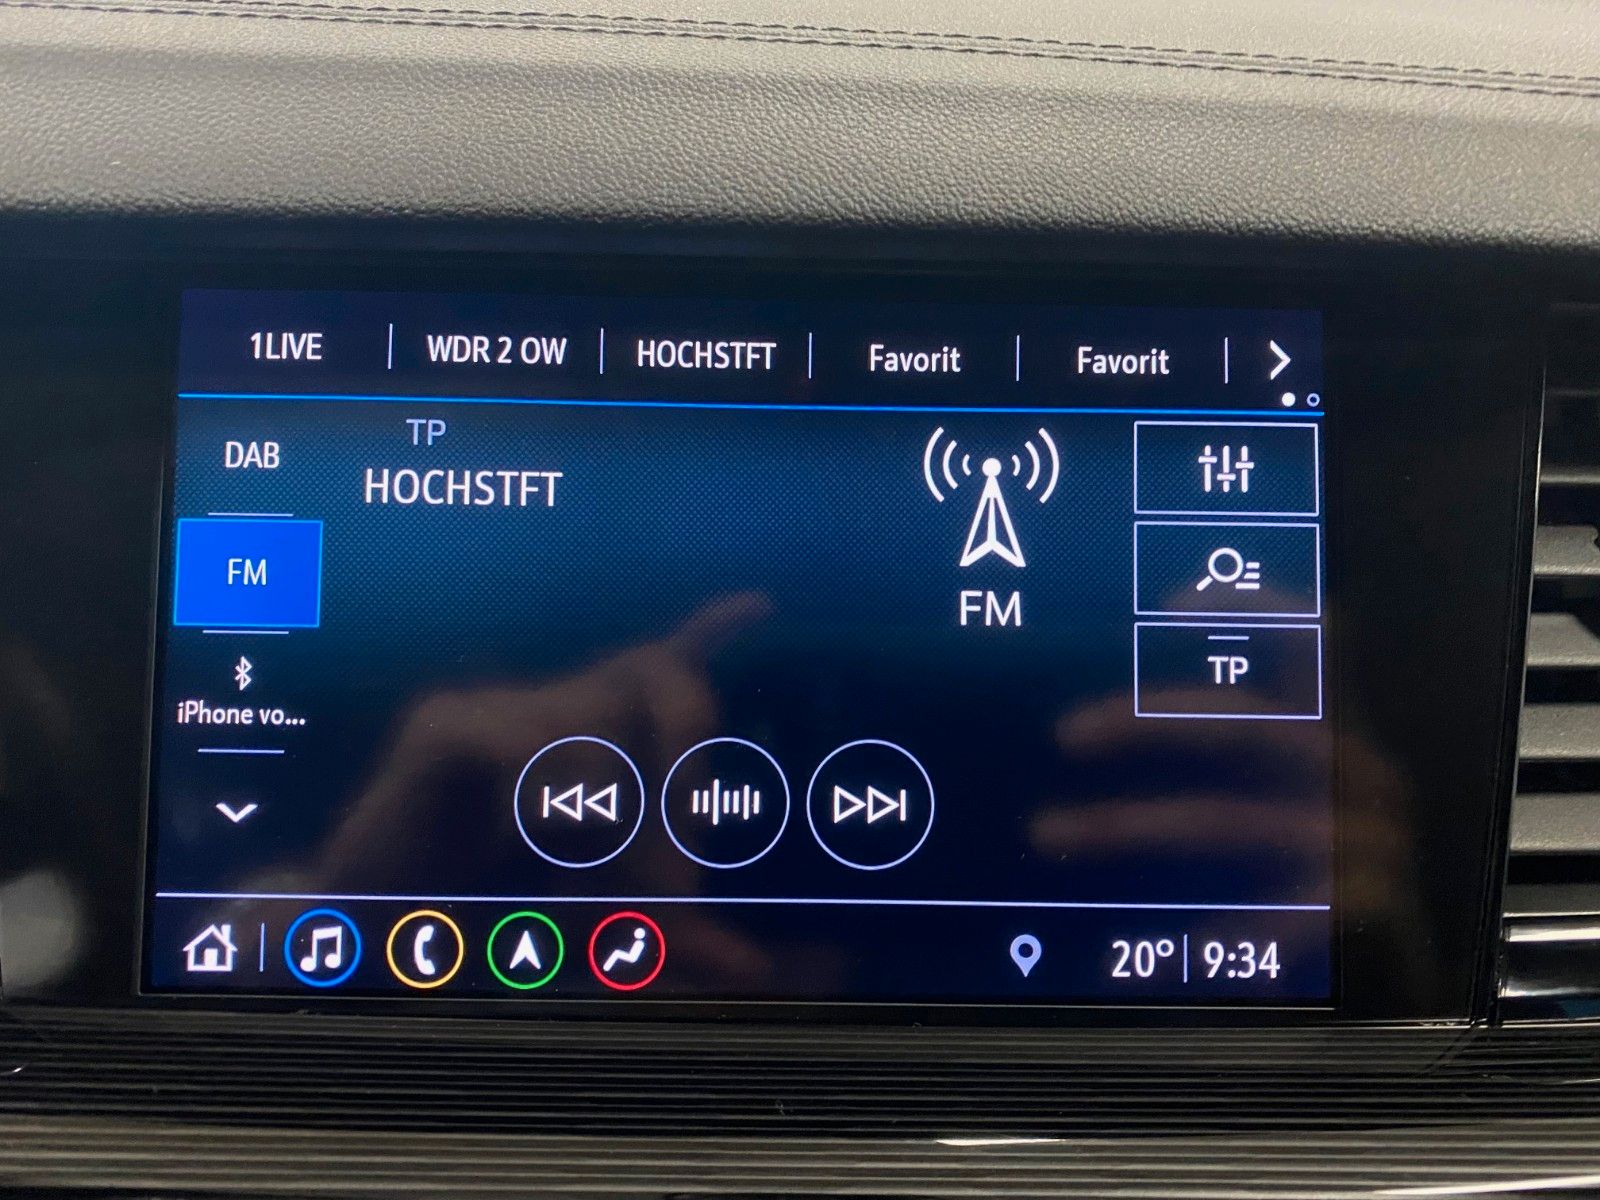 1LIVE
WDR 2 OW
HOCHSTFT
Favorit
Favorit
DAB
TP
HOCHSTFT
FM
FM
TP
iPhone vo...
20° 9:34